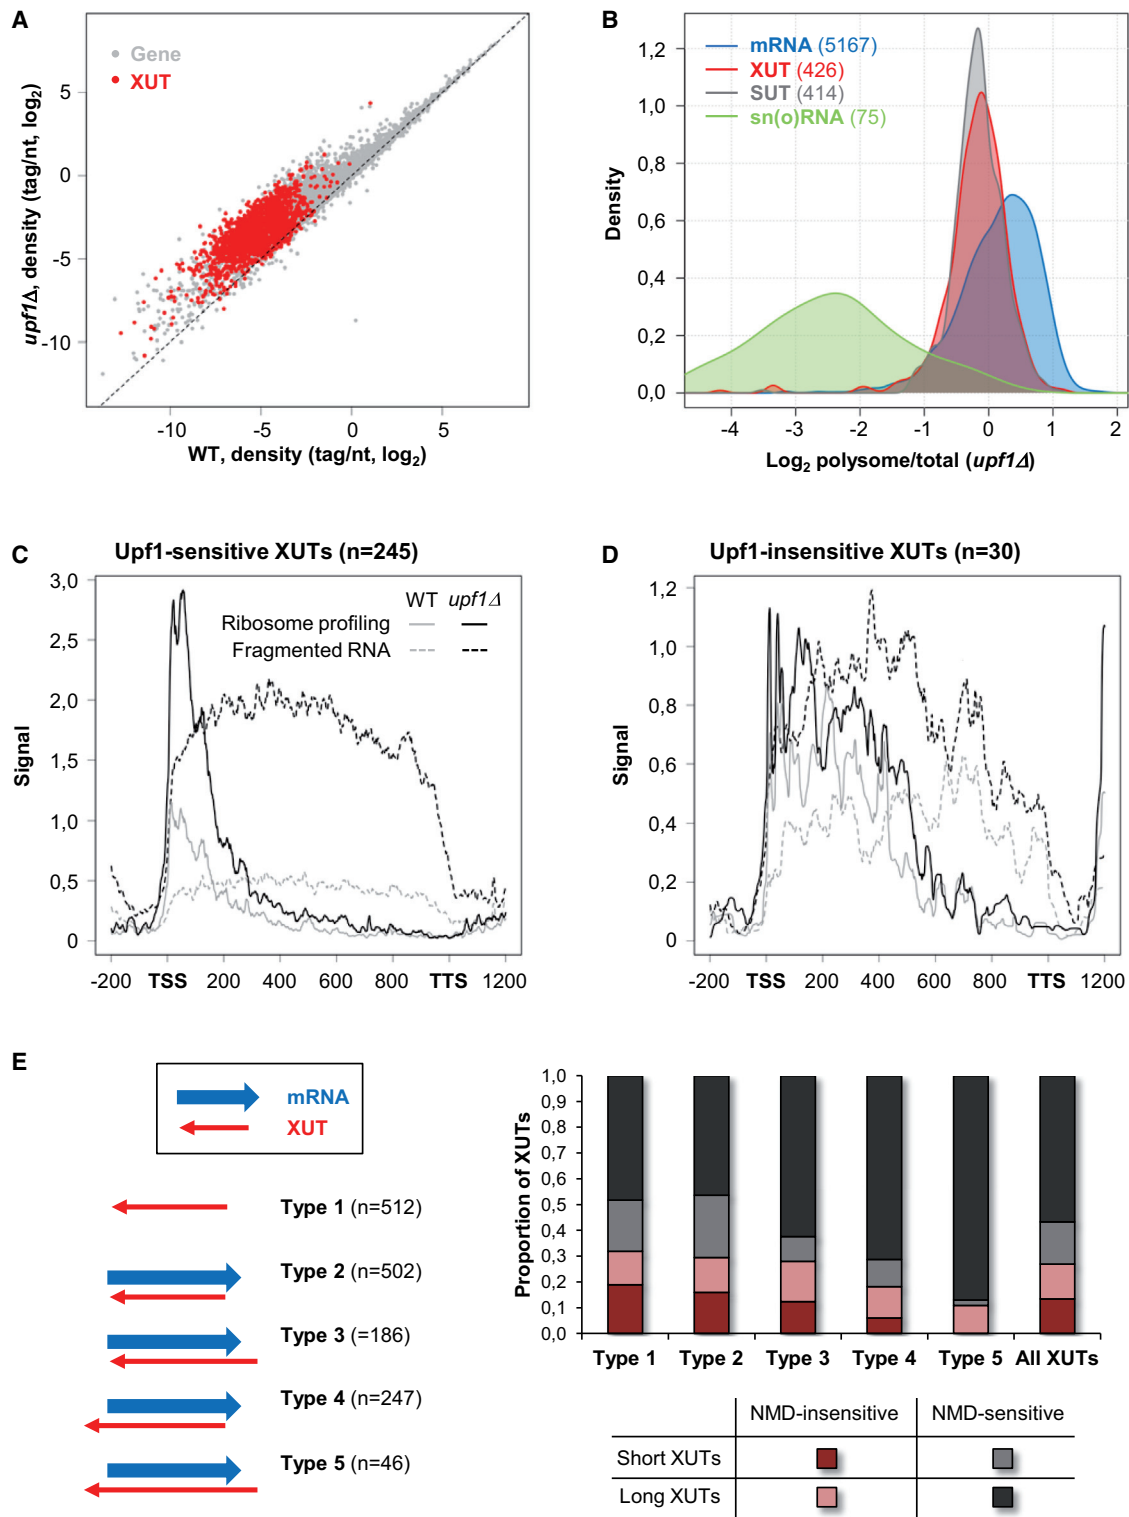 A
Gene
XUT
5
0
-5
-10
upf1Δ, density (tag/nt, log2)
-10 -5 0 5
WT, density (tag/nt, log2)
B
mRNA (5167)
XUT (426)
SUT (414)
sn(o)RNA (75)
1,2
1,0
0,8
0,6
0,4
0,2
0,0
Density
-4 -3 -2 -1 0 1 2
Log2 polysome/total (upf1Δ)
C
Upf1-sensitive XUTs (n=245)
WT upf1Δ
Ribosome profiling
Fragmented RNA
3,0
2,5
2,0
1,5
1,0
0,5
0
Signal
-200 TSS 200 400 600 800 TTS 1200
D
Upf1-insensitive XUTs (n=30)
1,2
1,0
0,8
0,6
0,4
0,2
0
Signal
-200 TSS 200 400 600 800 TTS 1200
E
mRNA
XUT
Type 1 (n=512)
Type 2 (n=502)
Type 3 (=186)
Type 4 (n=247)
Type 5 (n=46)
1,0
0,9
0,8
0,7
0,6
0,5
0,4
0,3
0,2
0,1
0,0
Proportion of XUTs
Type 1 Type 2 Type 3 Type 4 Type 5 All XUTs
NMD-insensitive NMD-sensitive
Short XUTs
Long XUTs